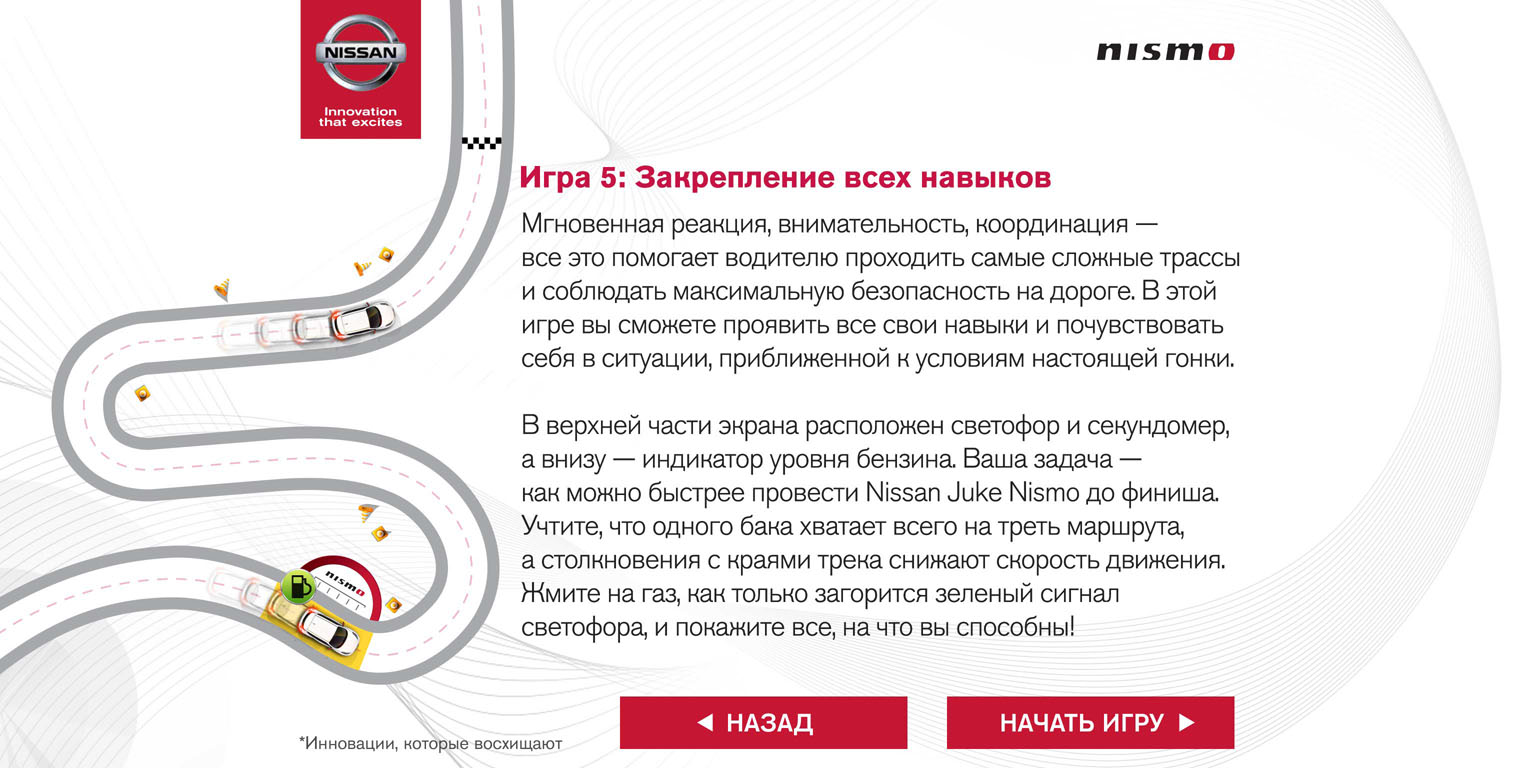 NISSAN
Innovation
that excites
nismo
Игра 5: Закрепление всех навыков
Мгновенная реакция, внимательность, координация —
все это помогает водителю проходить самые сложные трассы
и соблюдать максимальную безопасность на дороге. В этой
игре вы сможете проявить все свои навыки и почувствовать
себя в ситуации, приближенной к условиям настоящей гонки.
В верхней части экрана расположен светофор и секундомер,
а внизу — индикатор уровня бензина. Ваша задача —
как можно быстрее провести Nissan Juke Nismo до финиша.
Учтите, что одного бака хватает всего на треть маршрута,
а столкновения с краями трека снижают скорость движения.
Жмите на газ, как только загорится зеленый сигнал
светофора, и покажите все, на что вы способны!
nismo
НАЗАД
НАЧАТЬ ИГРУ
*Инновации, которые восхищают